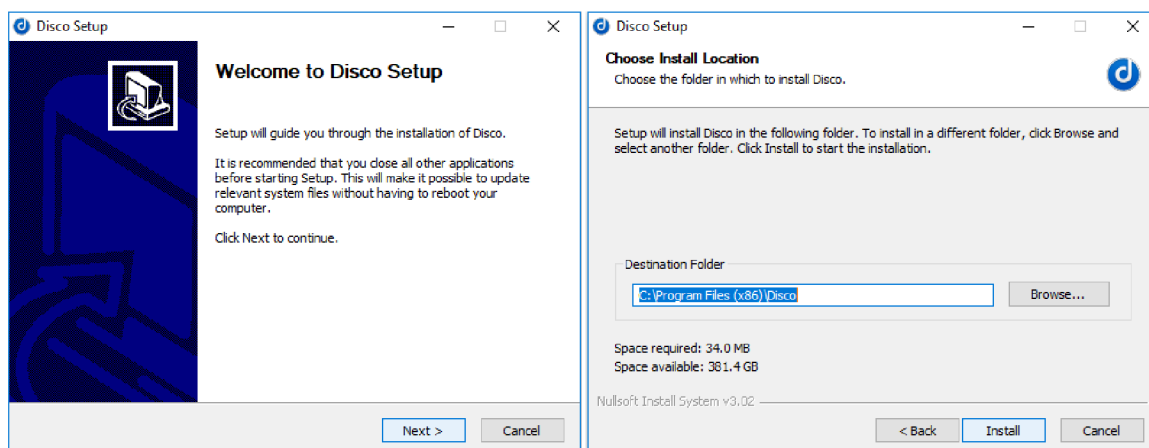 Disco Setup
Welcome to Disco Setup
Setup will guide you through the installation of Disco.
It is recommended that you close all other applications
before starting Setup. This will make it possible to update
relevant system files without having to reboot your
computer.
Click Next to continue.
Next >
Cancel
Disco Setup
Choose Install Location
Choose the folder in which to install Disco.
Setup will install Disco in the following folder. To install in a different folder, click Browse and
select another folder. Click Install to start the installation.
Destination Folder
C:\Program Files (x86)\Disco
Browse...
Space required: 34.0 MB
Space available: 381.4 GB
Nullsoft Install System v3.02
< Back
Install
Cancel